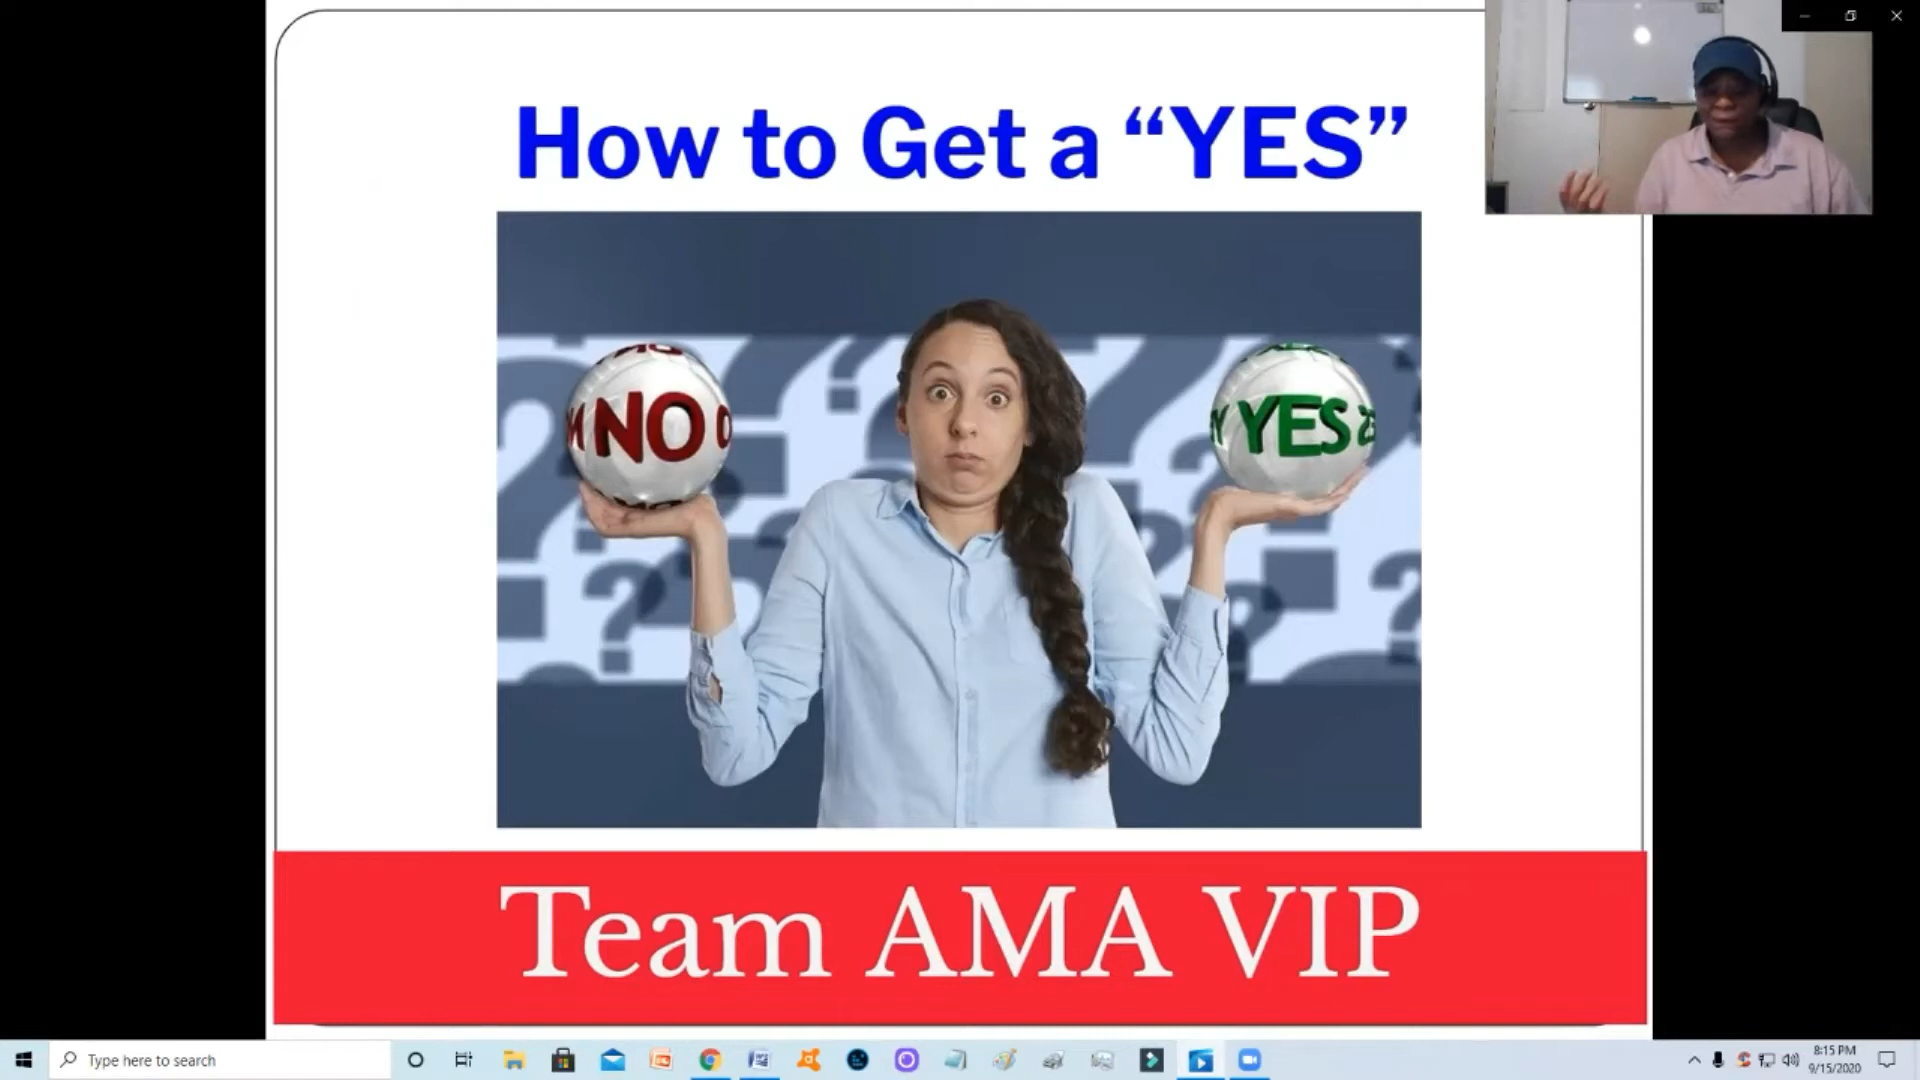 How to Get a “YES”
NO
YES
Team AMA VIP
Type here to search
8:15 PM
9/15/2020